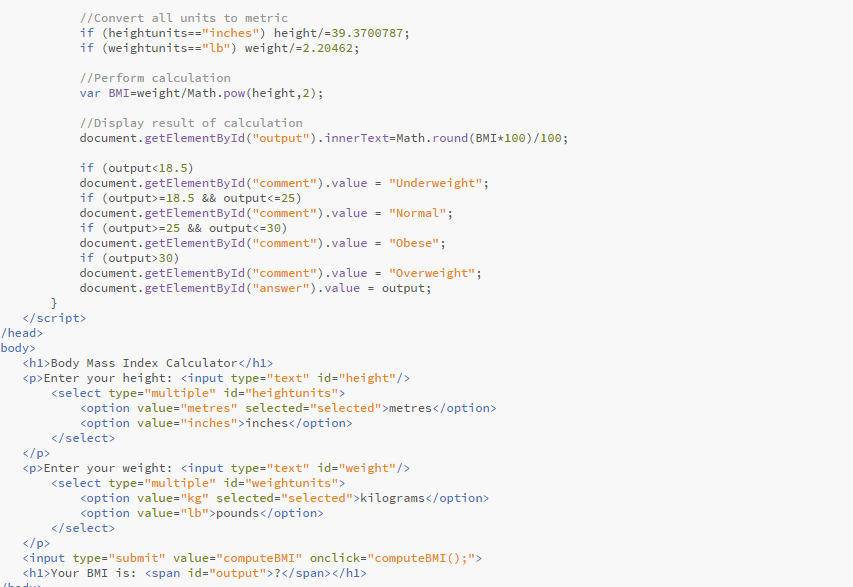 //Convert all units to metric
if (heightunits=="inches") height/=39.3700787;
if (weightunits=="lb") weight/=2.20462;
//Perform calculation
var BMI=weight/Math.pow(height,2);
//Display result of calculation
document.getElementById("output").innerText=Math.round(BMI*100)/100;
if (output<18.5)
document.getElementById("comment").value = "Underweight";
if (output>=18.5 && output<=25)
document.getElementById("comment").value = "Normal";
if (output>=25 && output<=30)
document.getElementById("comment").value = "Obese";
if (output>30)
document.getElementById("comment").value = "Overweight";
document.getElementById("answer").value = output;
}
</script>
/head>
body>
<h1>Body Mass Index Calculator</h1>
<p>Enter your height: <input type="text" id="height"/>
<select type="multiple" id="heightunits">
<option value="metres" selected="selected">metres</option>
<option value="inches">inches</option>
</select>
</p>
<p>Enter your weight: <input type="text" id="weight"/>
<select type="multiple" id="weightunits">
<option value="kg" selected="selected">kilograms</option>
<option value="lb">pounds</option>
</select>
</p>
<input type="submit" value="computeBMI" onclick="computeBMI();">
<h1>Your BMI is: <span id="output">?</span></h1>
/body>